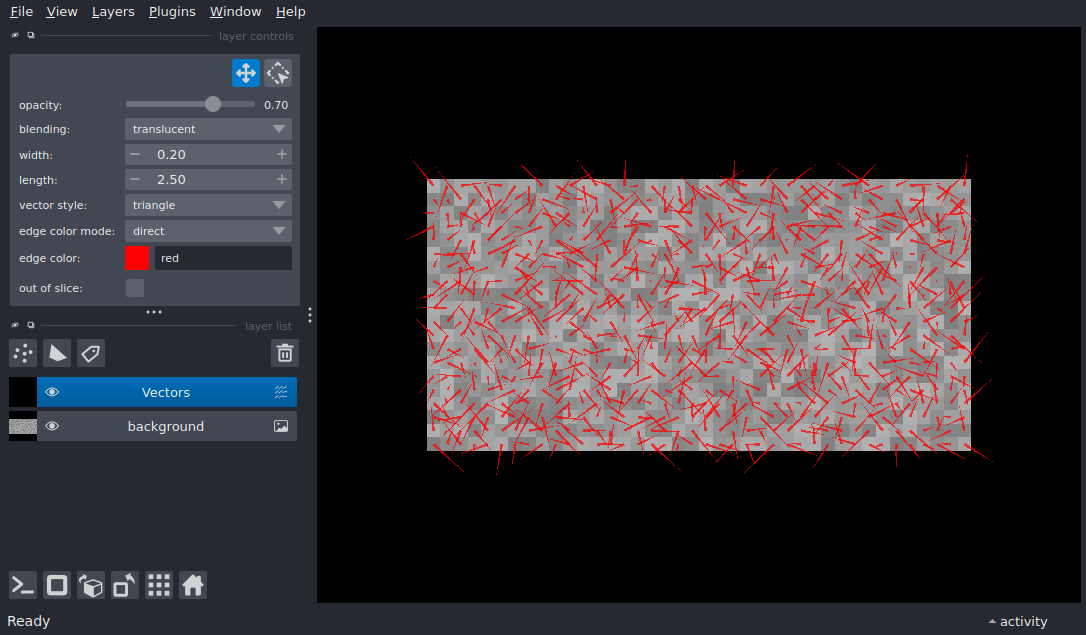 File View Layers Plugins Window Help
layer controls
opacity: 0.70
blending: translucent
width: 0.20
length: 2.50
vector style: triangle
edge color mode: direct
edge color: red
out of slice:
layer list
Vectors
background
Ready
activity